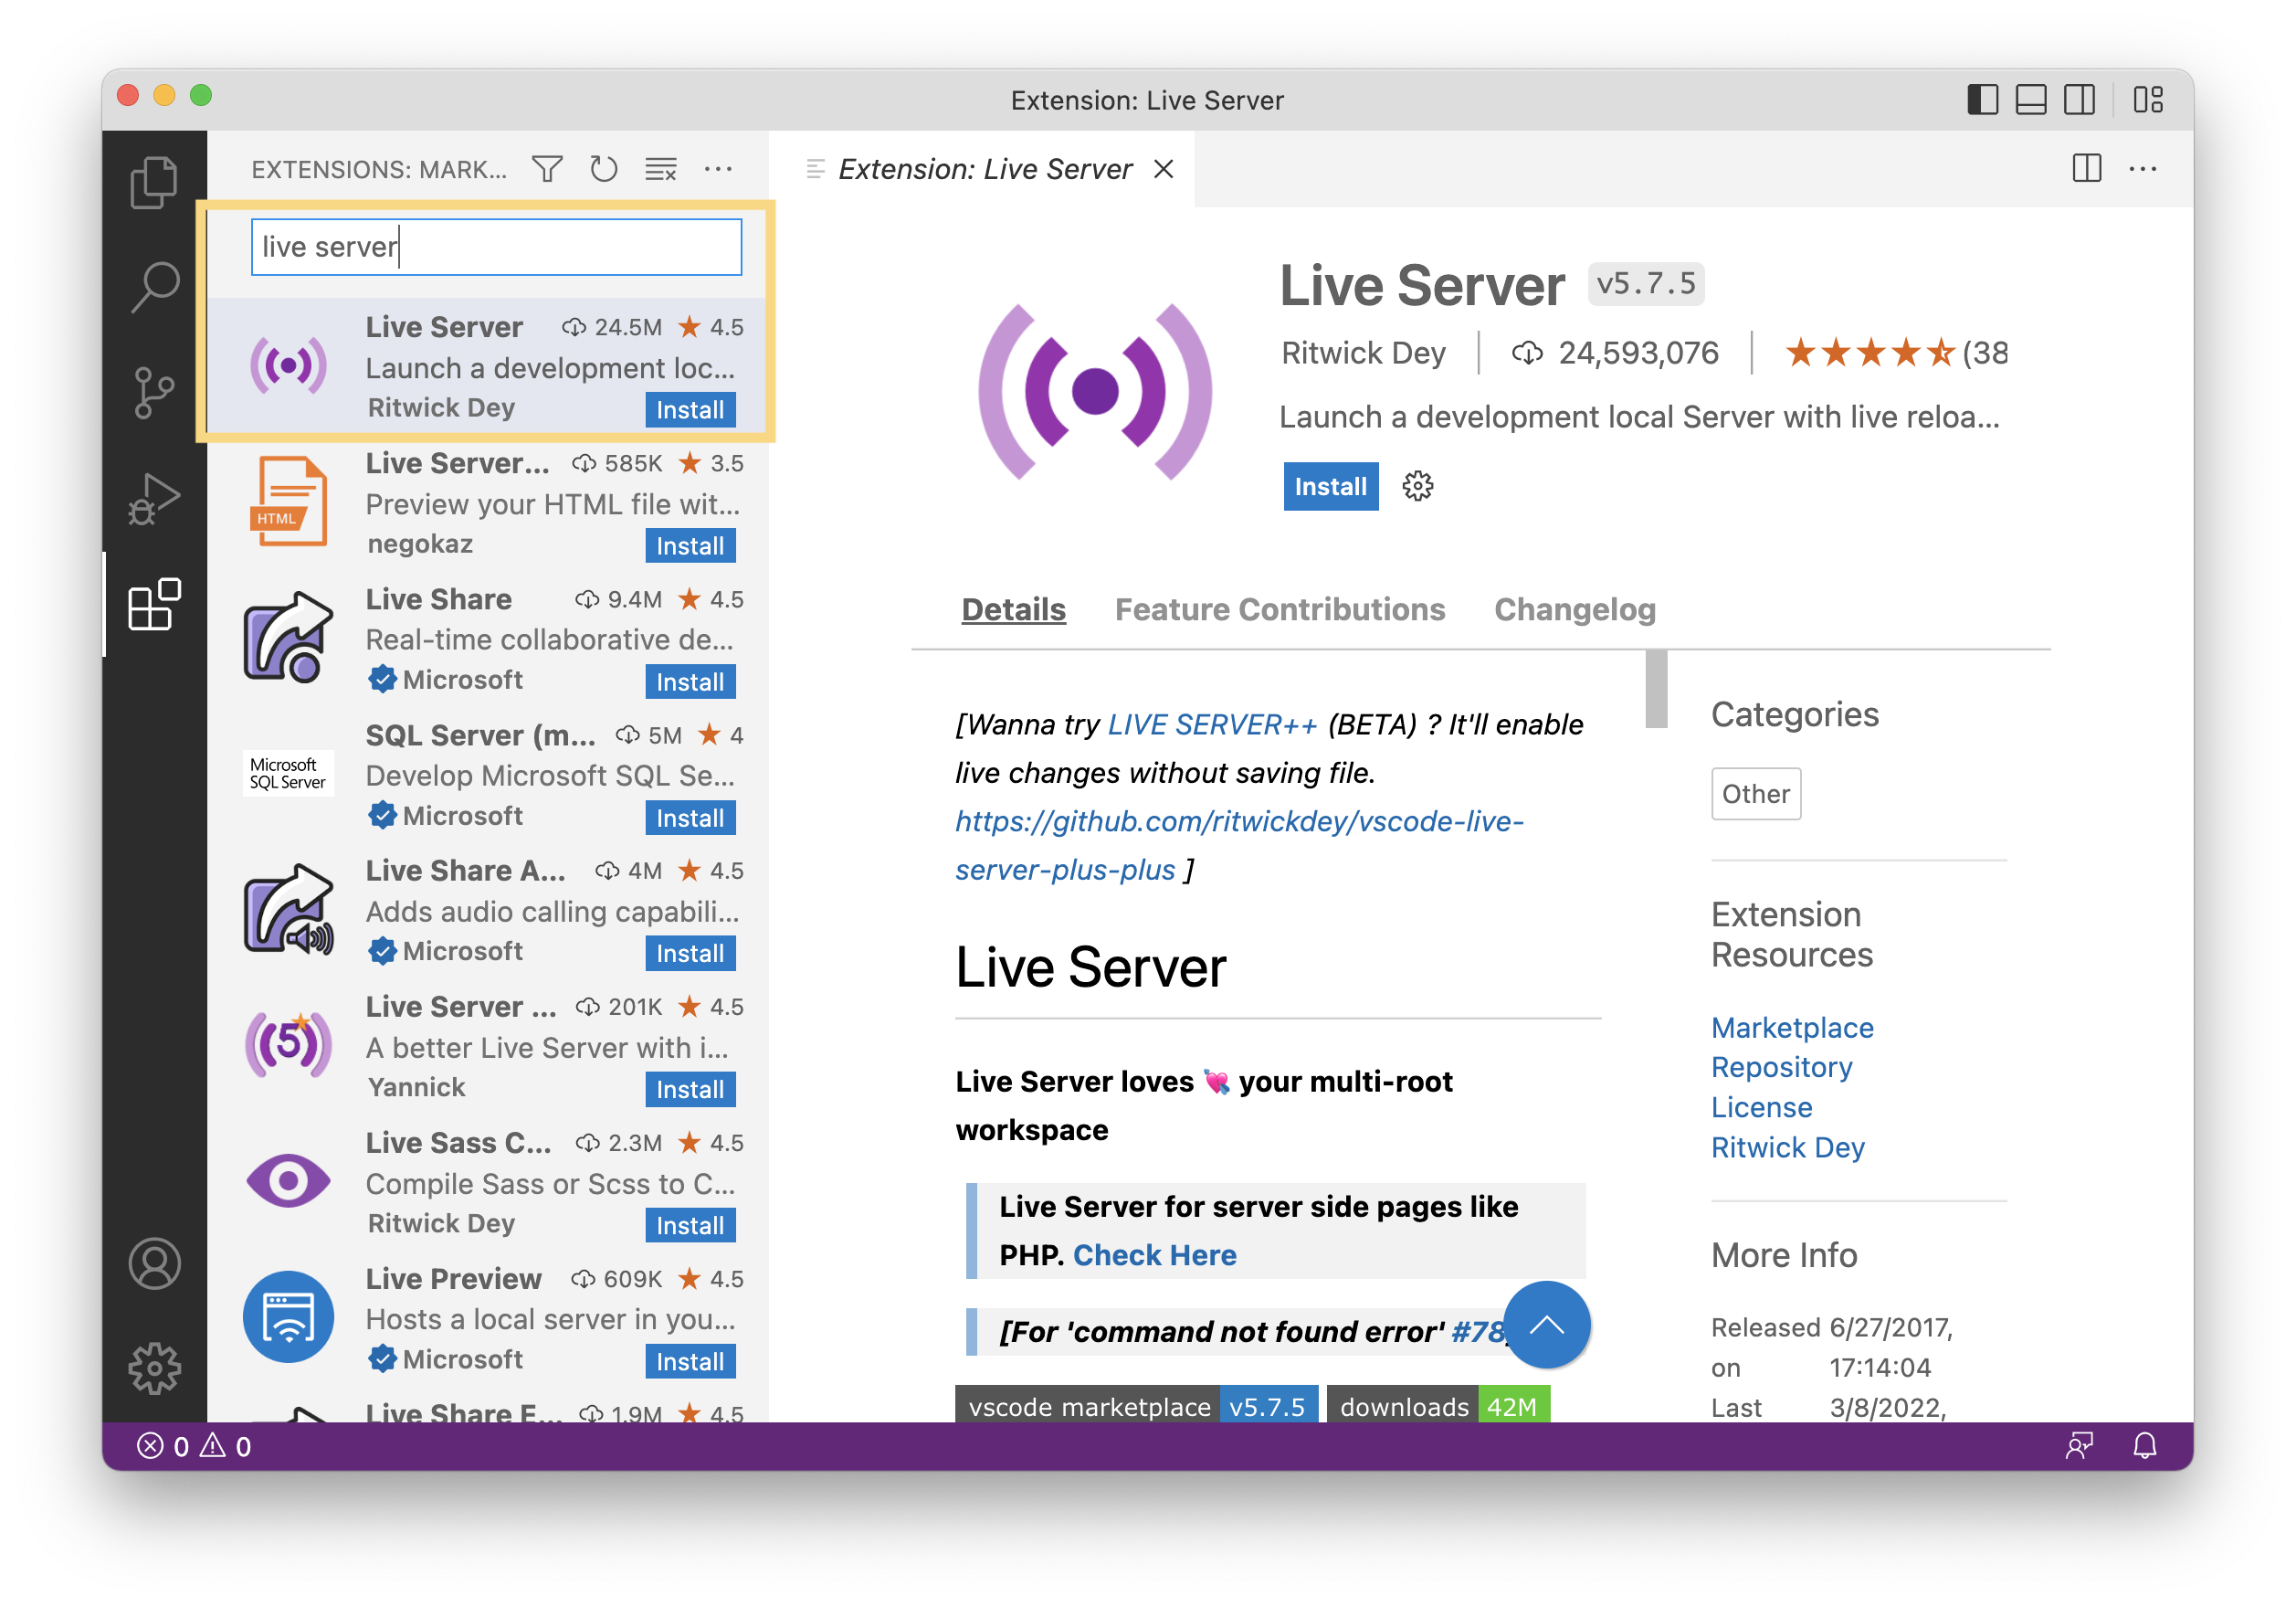 Extension: Live Server
EXTENSIONS: MARK...
live server
Live Server 24.5M ★ 4.5
Launch a development loc...
Ritwick Dey Install
Live Server... 585K ★ 3.5
Preview your HTML file wit...
HTML
negokaz Install
Live Share 9.4M ★ 4.5
Real-time collaborative de...
Microsoft Install
SQL Server (m... 5M ★ 4
Microsoft
SQL Server
Develop Microsoft SQL Se...
Microsoft Install
Live Share A... 4M ★ 4.5
Adds audio calling capabili...
Microsoft Install
Live Server ... 201K ★ 4.5
5
A better Live Server with i...
Yannick Install
Live Sass C... 2.3M ★ 4.5
Compile Sass or Scss to C...
Ritwick Dey Install
Live Preview 609K ★ 4.5
Hosts a local server in you...
Microsoft Install
Live Share E... 1.9M ★ 4.5
Extension: Live Server
Live Server v5.7.5
Ritwick Dey 24,593,076 (38
Launch a development local Server with live reloa...
Install
Details Feature Contributions Changelog
[Wanna try LIVE SERVER++ (BETA) ? It'll enable
live changes without saving file.
https://github.com/ritwickdey/vscode-live-
server-plus-plus ]
Live Server
Live Server loves 💘 your multi-root
workspace
Live Server for server side pages like
PHP. Check Here
[For 'command not found error' #78]
vscode marketplace v5.7.5 downloads 42M
Categories
Other
Extension
Resources
Marketplace
Repository
License
Ritwick Dey
More Info
Released 6/27/2017,
on 17:14:04
Last 3/8/2022,
0 0